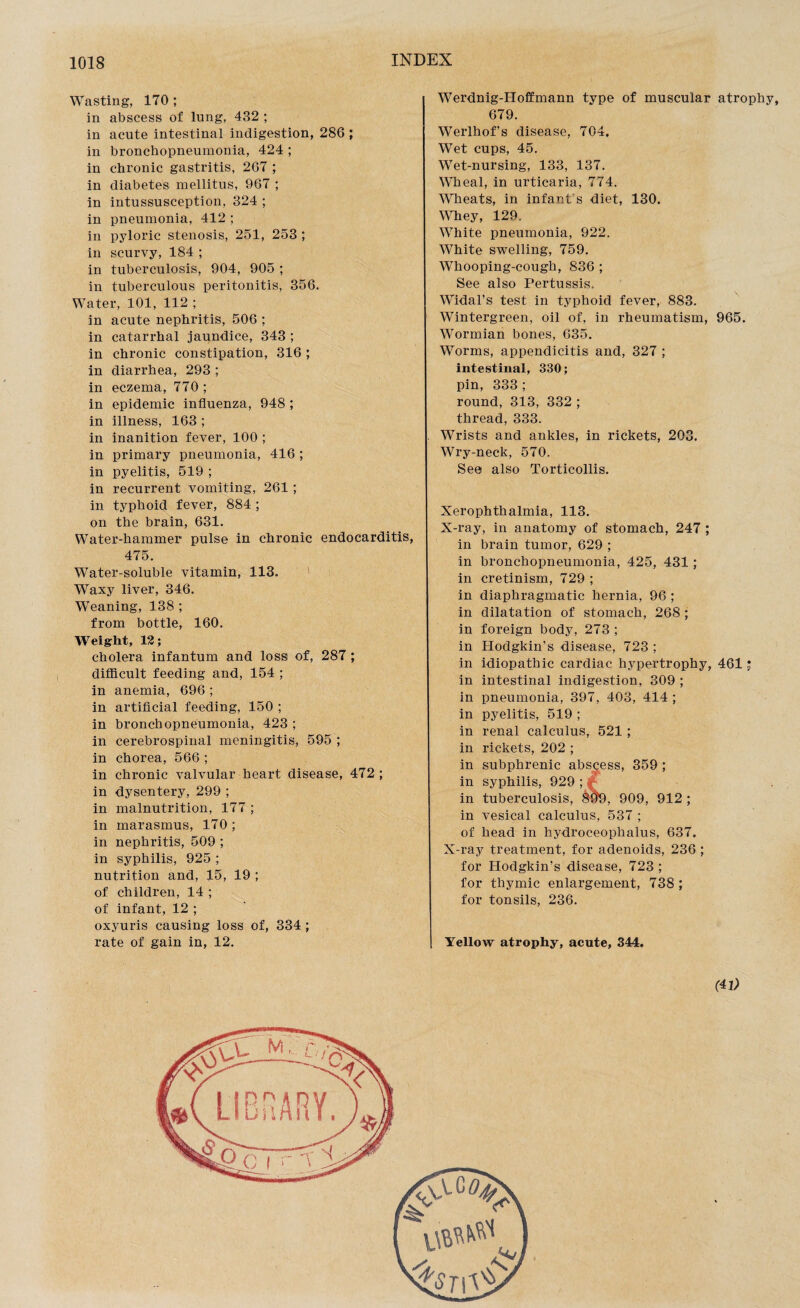 1018
INDEX
Wasting, 170 ;
in abscess of lung, 432 ;
in acute intestinal indigestion, 286 ;
in bronchopneumonia, 424 ;
in chronic gastritis, 267 ;
in diabetes mellitus, 967 ;
in intussusception, 324 ;
in pneumonia, 412 ;
in pyloric stenosis, 251, 253 ;
in scurvy, 184 ;
in tuberculosis, 904, 905 ;
in tuberculous peritonitis, 356.
Water, 101, 112 ;
in acute nephritis, 506 ;
in catarrhal jaundice, 343 ;
in chronic constipation, 316 ;
in diarrhea, 293 ;
in eczema, 770 ;
in epidemic influenza, 948 ;
in illness, 163 ;
in inanition fever, 100 ;
in primary pneumonia, 416 ;
in pyelitis, 519 ;
in recurrent vomiting, 261 ;
in typhoid fever, 884 ;
on the brain, 631.
Water-hammer pulse in chronic endocarditis,
475.
Water-soluble vitamin, 113.
Waxy liver, 346.
Weaning, 138 ;
from bottle, 160.
Weight, 12;
cholera infantum and loss of, 287 ;
difficult feeding and, 154 ;
in anemia, 696 ;
in artificial feeding, 150 ;
in bronchopneumonia, 423 ;
in cerebrospinal meningitis, 595 ;
in chorea, 566 ;
in chronic valvular heart disease, 472 ;
in dysentery, 299 ;
in malnutrition, 177 ;
in marasmus, 170 ;
in nephritis, 509 ;
in syphilis, 925 ;
nutrition and, 15, 19 ;
of children, 14 ;
of infant, 12 ;
oxyuris causing loss of, 334 ;
rate of gain in, 12.
Werdnig-Hoffmann type of muscular atrophy,
679.
Werlhof's disease, 704.
Wet cups, 45.
Wet-nursing, 133, 137.
Wheal, in urticaria, 774.
Wheats, in infant's diet, 130.
Whey, 129.
White pneumonia, 922.
White swelling, 759.
Whooping-cough, 836 ;
See also Pertussis.
Widal's test in typhoid fever, 883.
Wintergreen, oil of, in rheumatism, 965.
Wormian bones, 635.
Worms, appendicitis and, 327 ;
intestinal, 330;
pin, 333 ;
round, 313, 332 ;
thread, 333.
Wrists and ankles, in rickets, 203.
Wry-neck, 570.
See also Torticollis.
Xerophthalmia, 113.
X-ray, in anatomy of stomach, 247 ;
in brain tumor, 629 ;
in bronchopneumonia, 425, 431 ;
in cretinism, 729 ;
in diaphragmatic hernia, 96 ;
in dilatation of stomach, 268 ;
in foreign body, 273 ;
in Hodgkin's disease, 723 ;
in idiopathic cardiac hypertrophy, 461 ;
in intestinal indigestion, 309 ;
in pneumonia, 397, 403, 414 ;
in pyelitis, 519 ;
in renal calculus, 521 ;
in rickets, 202 ;
in subphrenic abscess, 359 ;
in syphilis, 929 ;
in tuberculosis, 899, 909, 912 ;
in vesical calculus, 537 ;
of head in hydroceophalus, 637.
X-ray treatment, for adenoids, 236 ;
for Hodgkin's disease, 723 ;
for thymic enlargement, 738 ;
for tonsils, 236.
Yellow atrophy, acute, 344.
(41)
HULL MEDICAL
LIBRARY.
SOCIETY
WELLCOME
LIBRARY
INSTITUTE